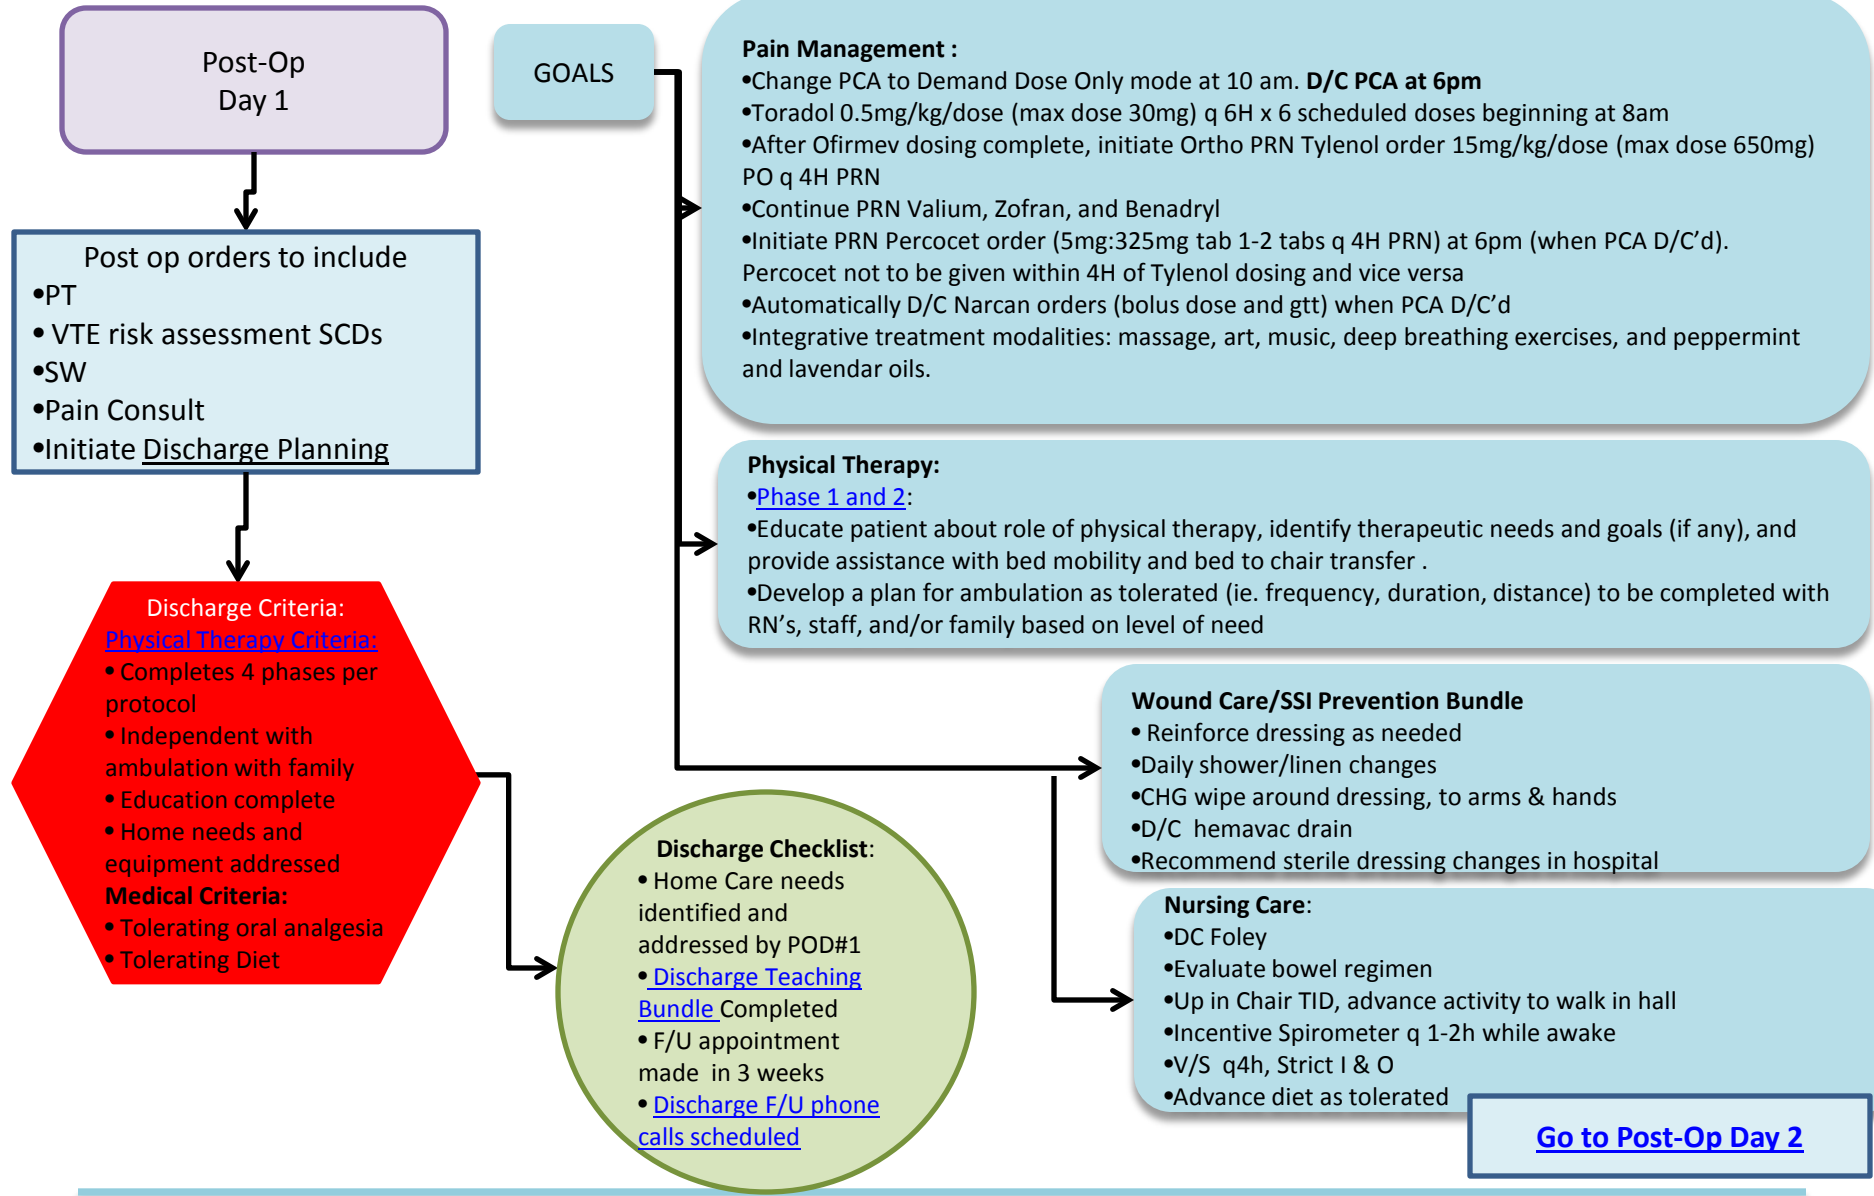 Post-Op
Day 1
Post op orders to include
•PT
• VTE risk assessment SCDs
•SW
•Pain Consult
•Initiate Discharge Planning
Discharge Criteria:
Physical Therapy Criteria:
• Completes 4 phases per
protocol
• Independent with
ambulation with family
• Education complete
• Home needs and
equipment addressed
Medical Criteria:
• Tolerating oral analgesia
• Tolerating Diet
Discharge Checklist:
• Home Care needs
identified and
addressed by POD#1
• Discharge Teaching
Bundle Completed
• F/U appointment
made in 3 weeks
• Discharge F/U phone
calls scheduled
GOALS
Pain Management :
•Change PCA to Demand Dose Only mode at 10 am. D/C PCA at 6pm
•Toradol 0.5mg/kg/dose (max dose 30mg) q 6H x 6 scheduled doses beginning at 8am
•After Ofirmev dosing complete, initiate Ortho PRN Tylenol order 15mg/kg/dose (max dose 650mg)
PO q 4H PRN
•Continue PRN Valium, Zofran, and Benadryl
•Initiate PRN Percocet order (5mg:325mg tab 1-2 tabs q 4H PRN) at 6pm (when PCA D/C’d).
Percocet not to be given within 4H of Tylenol dosing and vice versa
•Automatically D/C Narcan orders (bolus dose and gtt) when PCA D/C’d
•Integrative treatment modalities: massage, art, music, deep breathing exercises, and peppermint
and lavendar oils.
Physical Therapy:
•Phase 1 and 2:
•Educate patient about role of physical therapy, identify therapeutic needs and goals (if any), and
provide assistance with bed mobility and bed to chair transfer .
•Develop a plan for ambulation as tolerated (ie. frequency, duration, distance) to be completed with
RN’s, staff, and/or family based on level of need
Wound Care/SSI Prevention Bundle
• Reinforce dressing as needed
•Daily shower/linen changes
•CHG wipe around dressing, to arms & hands
•D/C hemavac drain
•Recommend sterile dressing changes in hospital
Nursing Care:
•DC Foley
•Evaluate bowel regimen
•Up in Chair TID, advance activity to walk in hall
•Incentive Spirometer q 1-2h while awake
•V/S q4h, Strict I & O
•Advance diet as tolerated
Go to Post-Op Day 2